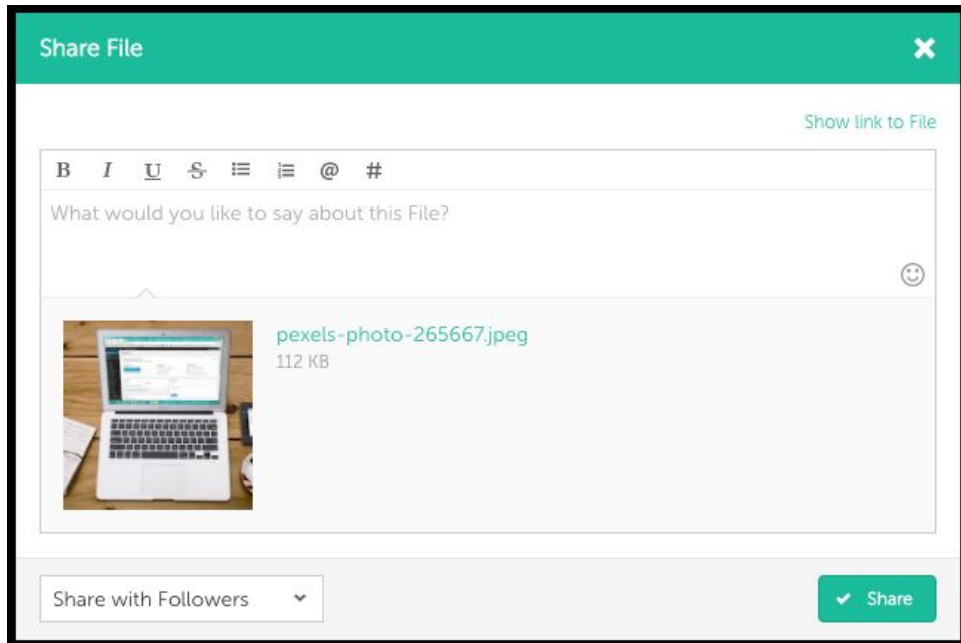 Share File
Show link to File
B I U S @ #
What would you like to say about this File?
pexels-photo-265667.jpeg
112 KB
Share with Followers
Share